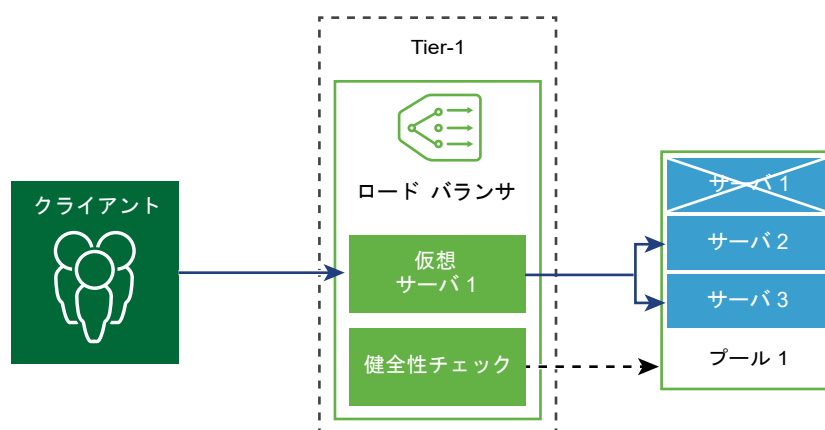 Tier-1
ロード バランサ
クライアント
仮想
サーバ 1
健全性チェック
サーバ 1
サーバ 2
サーバ 3
プール 1